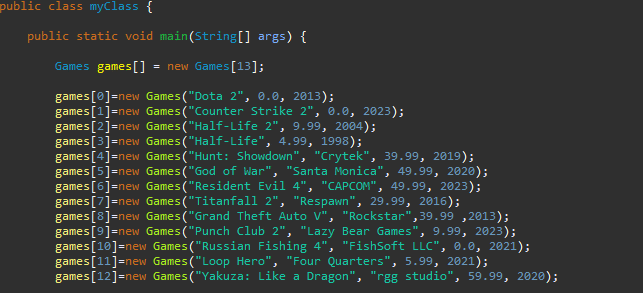 public class myClass {
public static void main(String[] args) {
Games games[] = new Games[13];
games[0]=new Games("Dota 2", 0.0, 2013);
games[1]=new Games("Counter Strike 2", 0.0, 2023);
games[2]=new Games("Half-Life 2", 9.99, 2004);
games[3]=new Games("Half-Life", 4.99, 1998);
games[4]=new Games("Hunt: Showdown", "Crytek", 39.99, 2019);
games[5]=new Games("God of War", "Santa Monica", 49.99, 2020);
games[6]=new Games("Resident Evil 4", "CAPCOM", 49.99, 2023);
games[7]=new Games("Titanfall 2", "Respawn", 29.99, 2016);
games[8]=new Games("Grand Theft Auto V", "Rockstar",39.99 ,2013);
games[9]=new Games("Punch Club 2", "Lazy Bear Games", 9.99, 2023);
games[10]=new Games("Russian Fishing 4", "FishSoft LLC", 0.0, 2021);
games[11]=new Games("Loop Hero", "Four Quarters", 5.99, 2021);
games[12]=new Games("Yakuza: Like a Dragon", "rgg studio", 59.99, 2020);